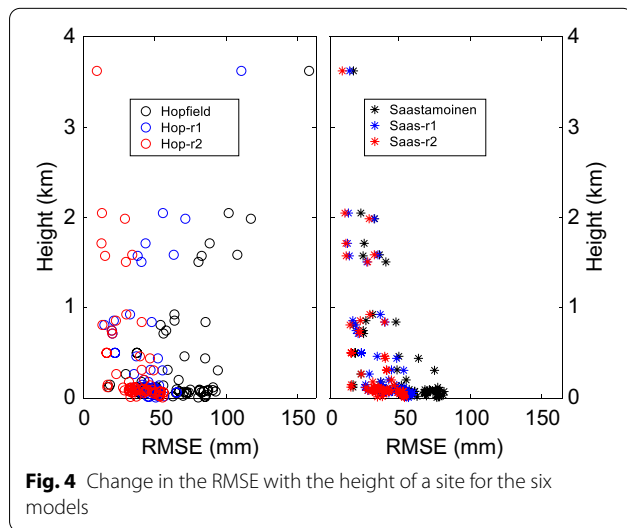 4
3
2
1
0
Height (km)
0
50
100
150
RMSE (mm)
Hopfield
Hop-r1
Hop-r2
4
3
2
1
0
Height (km)
0
50
100
150
RMSE (mm)
Saastamoinen
Saas-r1
Saas-r2
Fig. 4 Change in the RMSE with the height of a site for the six
models